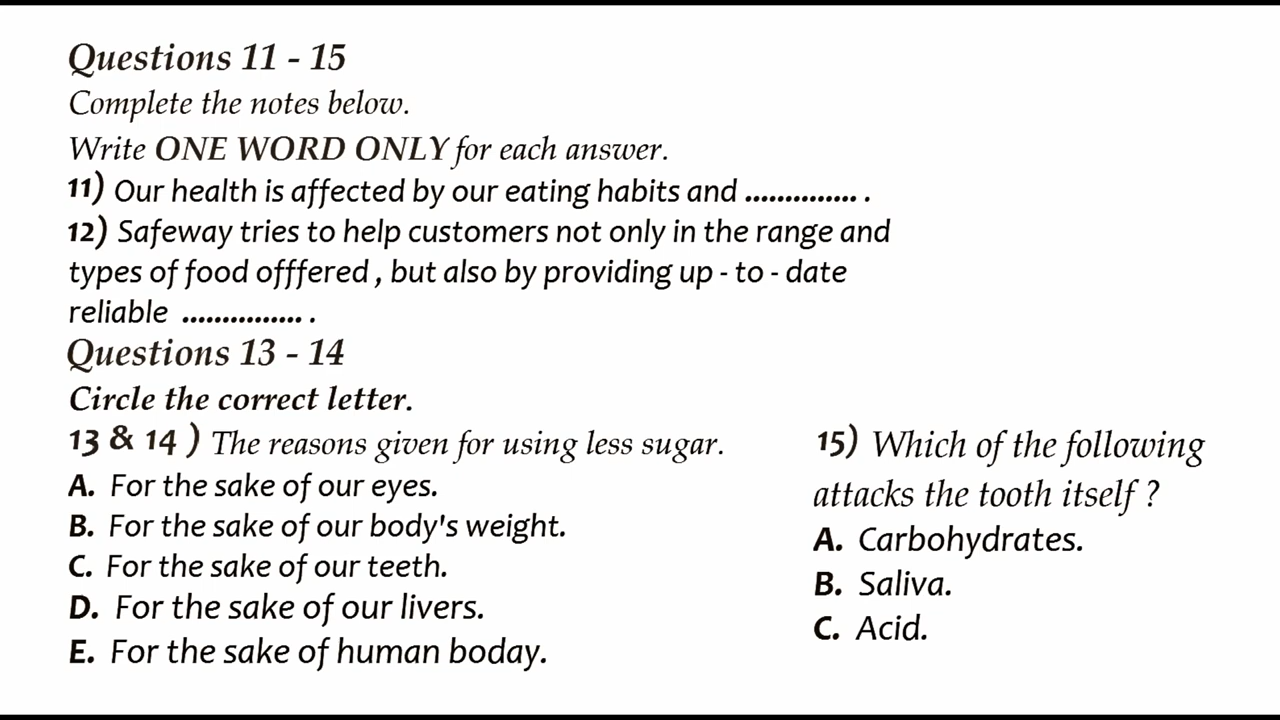 Questions 11 - 15
Complete the notes below.
Write ONE WORD ONLY for each answer.
11) Our health is affected by our eating habits and .............. .
12) Safeway tries to help customers not only in the range and
types of food offfered , but also by providing up - to - date
reliable ............... .
Questions 13 - 14
Circle the correct letter.
13 & 14 ) The reasons given for using less sugar.
A. For the sake of our eyes.
B. For the sake of our body's weight.
C. For the sake of our teeth.
D. For the sake of our livers.
E. For the sake of human boday.
15) Which of the following
attacks the tooth itself ?
A. Carbohydrates.
B. Saliva.
C. Acid.